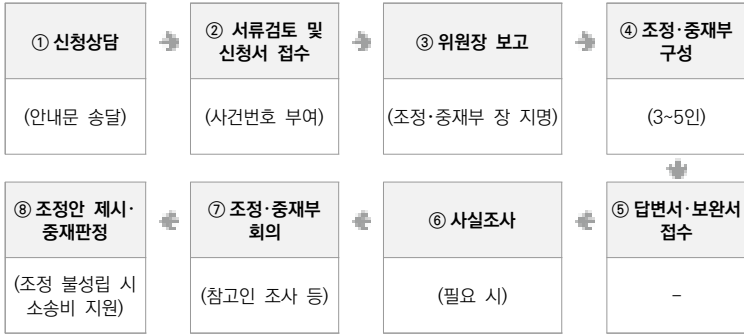 ① 신청상담
(안내문 송달)
② 서류검토 및
신청서 접수
(사건번호 부여)
③ 위원장 보고
(조정·중재부 장 지명)
④ 조정·중재부
구성
(3~5인)
⑤ 답변서·보완서
접수
-
⑥ 사실조사
(필요 시)
⑦ 조정·중재부
회의
(참고인 조사 등)
⑧ 조정안 제시·
중재판정
(조정 불성립 시
소송비 지원)